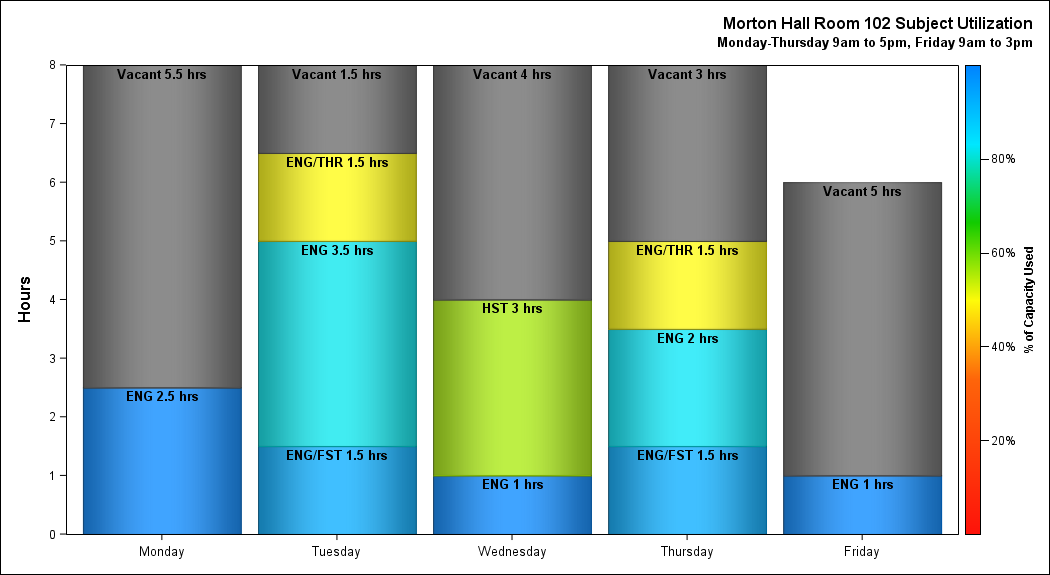 Morton Hall Room 102 Subject Utilization
Monday-Thursday 9am to 5pm, Friday 9am to 3pm
Hours
8
7
6
5
4
3
2
1
0
Vacant 5.5 hrs
ENG 2.5 hrs
Vacant 1.5 hrs
ENG/THR 1.5 hrs
ENG 3.5 hrs
ENG/FST 1.5 hrs
Vacant 4 hrs
HST 3 hrs
ENG 1 hrs
Vacant 3 hrs
ENG/THR 1.5 hrs
ENG 2 hrs
ENG/FST 1.5 hrs
Vacant 5 hrs
ENG 1 hrs
Monday
Tuesday
Wednesday
Thursday
Friday
80%
60%
40%
20%
% of Capacity Used